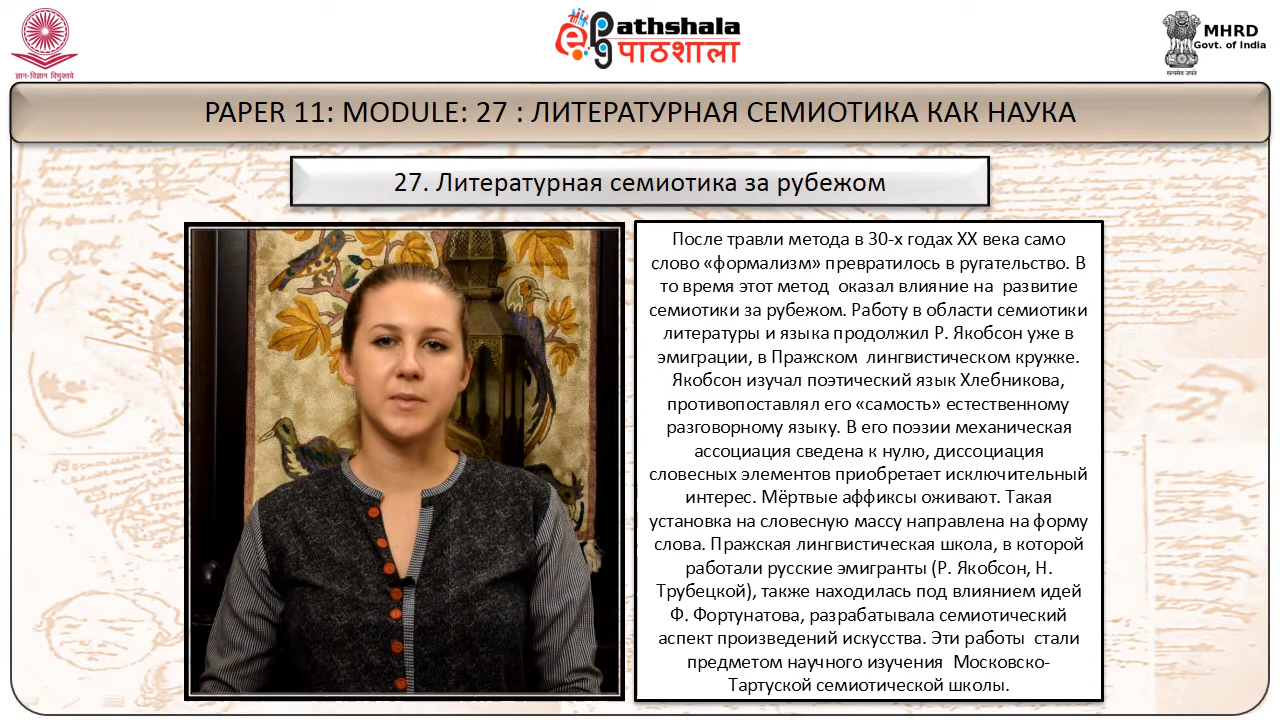 ज्ञान-विज्ञान विमुक्तये
ePG Pathshala
पाठशाला
MHRD
Govt. of India
सत्यमेव जयते
PAPER 11: MODULE: 27 : ЛИТЕРАТУРНАЯ СЕМИОТИКА КАК НАУКА
27. Литературная семиотика за рубежом
После травли метода в 30-х годах XX века само
слово «формализм» превратилось в ругательство. В
то время этот метод оказал влияние на развитие
семиотики за рубежом. Работу в области семиотики
литературы и языка продолжил Р. Якобсон уже в
эмиграции, в Пражском лингвистическом кружке.
Якобсон изучал поэтический язык Хлебникова,
противопоставлял его «самость» естественному
разговорному языку. В его поэзии механическая
ассоциация сведена к нулю, диссоциация
словесных элементов приобретает исключительный
интерес. Мёртвые аффиксы оживают. Такая
установка на словесную массу направлена на форму
слова. Пражская лингвистическая школа, в которой
работали русские эмигранты (Р. Якобсон, Н.
Трубецкой), также находилась под влиянием идей
Ф. Фортунатова, разрабатывала семиотический
аспект произведений искусства. Эти работы стали
предметом научного изучения Московско-
Тартуской семиотической школы.